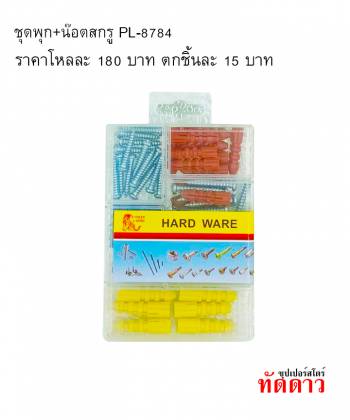 ชุดพุก+น๊อตสกรู PL-8784
ราคาโหลละ 180 บาท ตกชิ้นละ 15 บาท
HARD WARE
ซุปเปอร์สโตร์
ทัดดาว